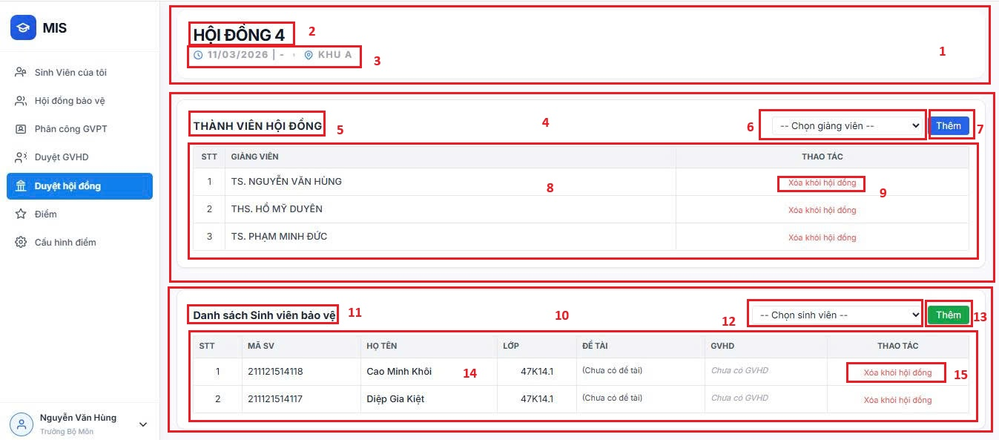 MIS
Sinh Viên của tôi
Hội đồng bảo vệ
Phân công GVPT
Duyệt GVHD
Duyệt hội đồng
Điểm
Cấu hình điểm
Nguyễn Văn Hùng
Trưởng Bộ Môn
HỘI ĐỒNG 4 2
11/03/2026 | - · KHU A 3
1
THÀNH VIÊN HỘI ĐỒNG 5 4 6 -- Chọn giảng viên -- Thêm 7
STT GIẢNG VIÊN THAO TÁC
1 TS. NGUYỄN VĂN HÙNG 8 Xóa khỏi hội đồng 9
2 THS. HỒ MỸ DUYÊN Xóa khỏi hội đồng
3 TS. PHẠM MINH ĐỨC Xóa khỏi hội đồng
Danh sách Sinh viên bảo vệ 11 10 12 -- Chọn sinh viên -- Thêm 13
STT MÃ SV HỌ TÊN LỚP ĐỀ TÀI GVHD THAO TÁC
1 211121514118 Cao Minh Khôi 14 47K14.1 (Chưa có đề tài) Chưa có GVHD Xóa khỏi hội đồng 15
2 211121514117 Diệp Gia Kiệt 47K14.1 (Chưa có đề tài) Chưa có GVHD Xóa khỏi hội đồng